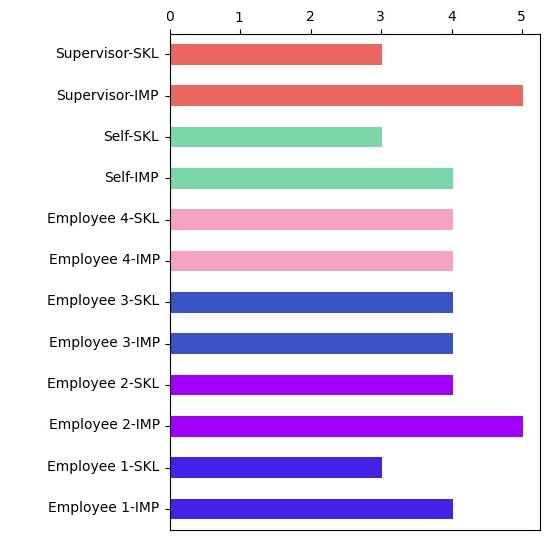 0 1 2 3 4 5
Supervisor-SKL
Supervisor-IMP
Self-SKL
Self-IMP
Employee 4-SKL
Employee 4-IMP
Employee 3-SKL
Employee 3-IMP
Employee 2-SKL
Employee 2-IMP
Employee 1-SKL
Employee 1-IMP